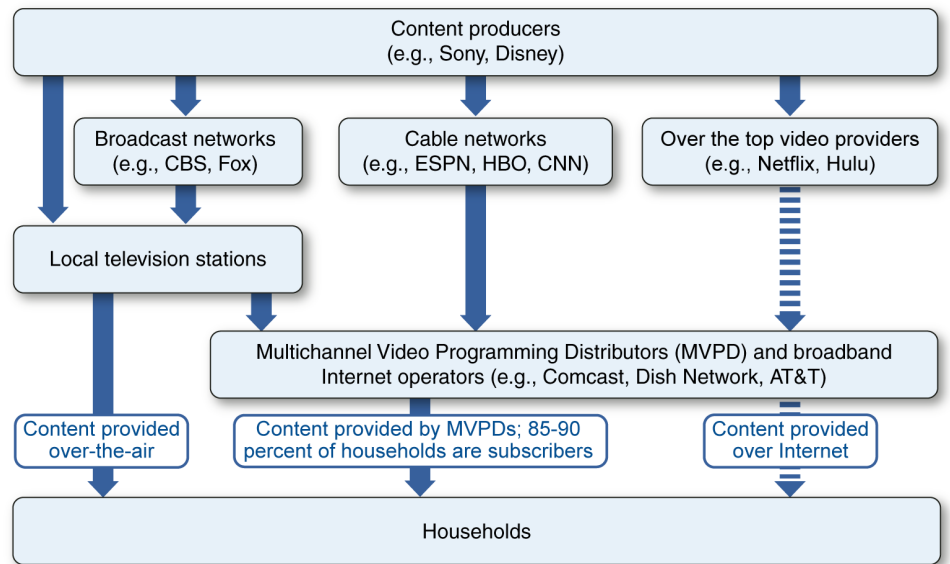 Content producers
(e.g., Sony, Disney)
Broadcast networks
(e.g., CBS, Fox)
Cable networks
(e.g., ESPN, HBO, CNN)
Over the top video providers
(e.g., Netflix, Hulu)
Local television stations
Multichannel Video Programming Distributors (MVPD) and broadband
Internet operators (e.g., Comcast, Dish Network, AT&T)
Content provided
over-the-air
Content provided by MVPDs; 85-90
percent of households are subscribers
Content provided
over Internet
Households